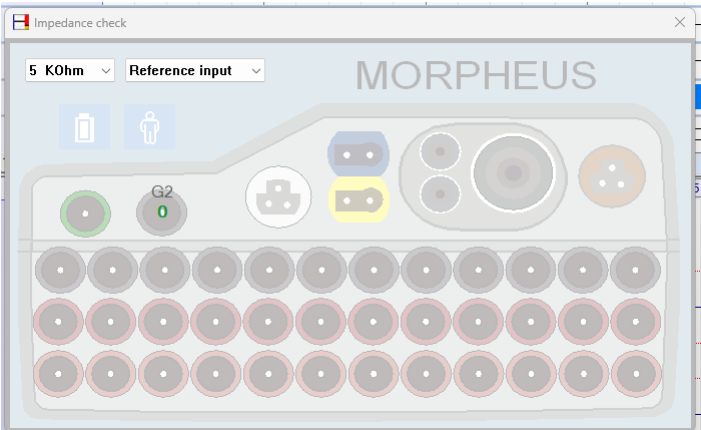 Impedance check
5 KOhm
Reference input
MORPHEUS
G2
0